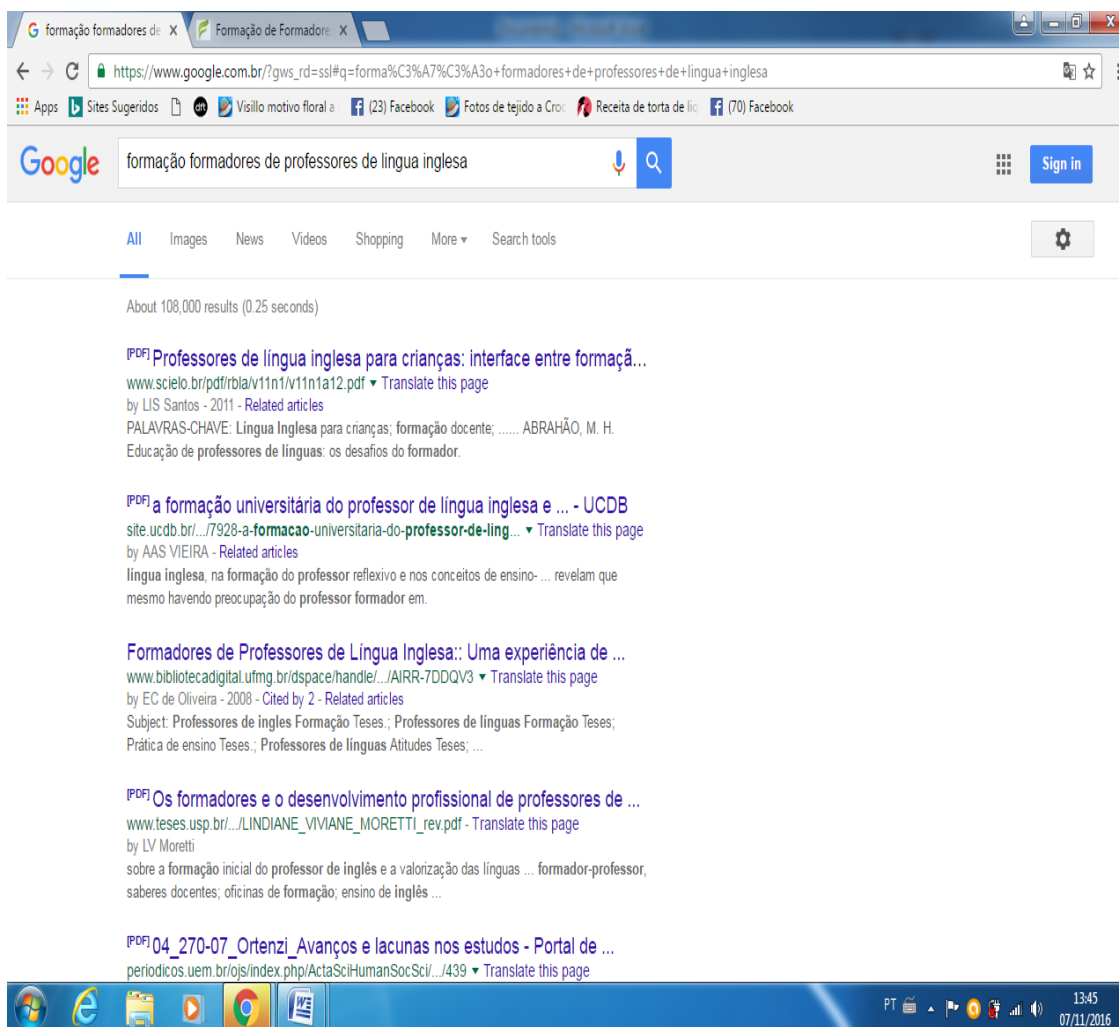 formação formadores de
Formação de Formadore
https://www.google.com.br/?gws_rd=ssl#q=forma%C3%A7%C3%A3o+formadores+de+professores+de+lingua+inglesa
Apps Sites Sugeridos dft Visillo motivo floral a (23) Facebook Fotos de tejido a Croc Receita de torta de liq (70) Facebook
Google formação formadores de professores de lingua inglesa Sign in
All Images News Videos Shopping More Search tools
About 108,000 results (0.25 seconds)
[PDF] Professores de língua inglesa para crianças: interface entre formaçã...
www.scielo.br/pdf/rbla/v11n1/v11n1a12.pdf ▾ Translate this page
by LIS Santos - 2011 - Related articles
PALAVRAS-CHAVE: Língua Inglesa para crianças; formação docente; ...... ABRAHÃO, M. H.
Educação de professores de línguas: os desafios do formador.
[PDF] a formação universitária do professor de língua inglesa e ... - UCDB
site.ucdb.br/.../7928-a-formacao-universitaria-do-professor-de-ling... ▾ Translate this page
by AAS VIEIRA - Related articles
língua inglesa, na formação do professor reflexivo e nos conceitos de ensino- ... revelam que
mesmo havendo preocupação do professor formador em.
Formadores de Professores de Língua Inglesa:: Uma experiência de ...
www.bibliotecadigital.ufmg.br/dspace/handle/.../AIRR-7DDQV3 ▾ Translate this page
by EC de Oliveira - 2008 - Cited by 2 - Related articles
Subject: Professores de ingles Formação Teses.; Professores de línguas Formação Teses;
Prática de ensino Teses.; Professores de línguas Atitudes Teses; ...
[PDF] Os formadores e o desenvolvimento profissional de professores de ...
www.teses.usp.br/.../LINDIANE_VIVIANE_MORETTI_rev.pdf - Translate this page
by LV Moretti
sobre a formação inicial do professor de inglês e a valorização das línguas ... formador-professor,
saberes docentes; oficinas de formação; ensino de inglês ...
[PDF] 04_270-07_Ortenzi_Avanços e lacunas nos estudos - Portal de ...
periodicos.uem.br/ojs/index.php/ActaSciHumanSocSci/.../439 ▾ Translate this page
PT 13:45
07/11/2016